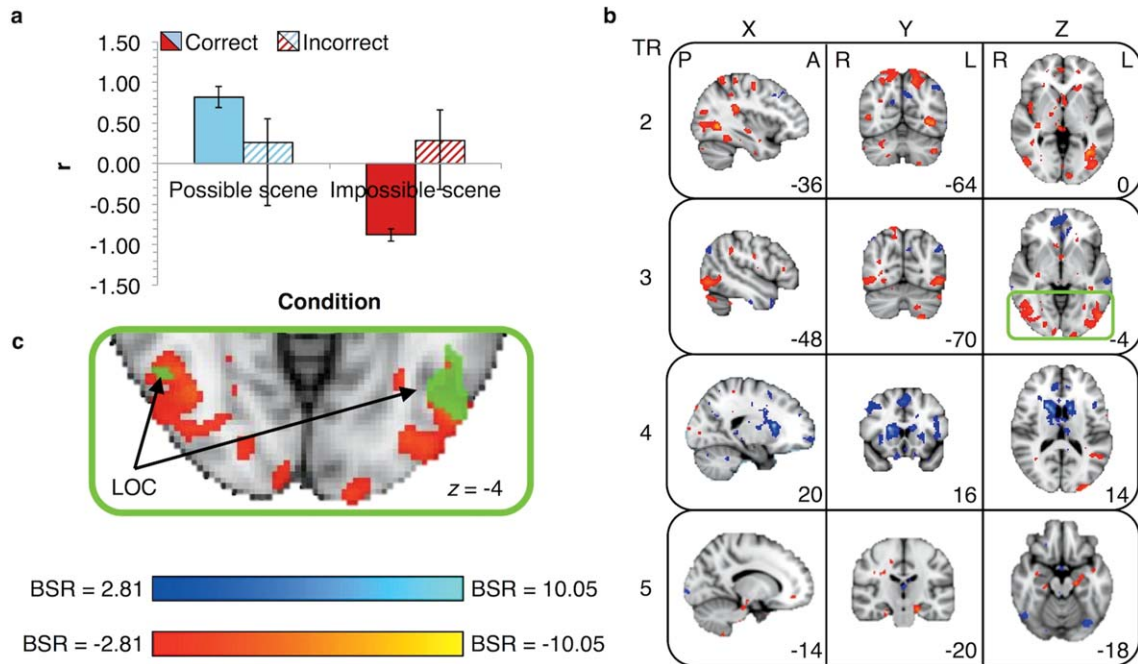 a
1.50
1.00
0.50
0.00
-0.50
-1.00
-1.50
r
Correct
Incorrect
Possible scene
Impossible scene
Condition
b
X
Y
Z
TR
P
A
R
L
R
L
2
-36
-64
0
3
-48
-70
-4
4
20
16
14
5
-14
-20
-18
c
LOC
z = -4
BSR = 2.81
BSR = 10.05
BSR = -2.81
BSR = -10.05